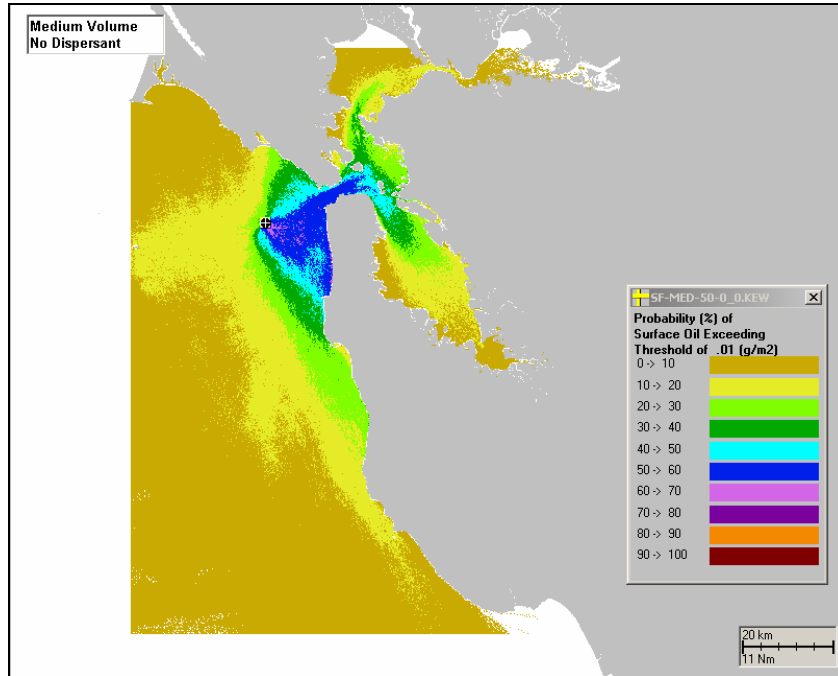 Medium Volume
No Dispersant
SF-MED-50-0_0.KEW
Probability (%) of
Surface Oil Exceeding
Threshold of .01 (g/m2)
0 -> 10
10 -> 20
20 -> 30
30 -> 40
40 -> 50
50 -> 60
60 -> 70
70 -> 80
80 -> 90
90 -> 100
20 km
11 Nm